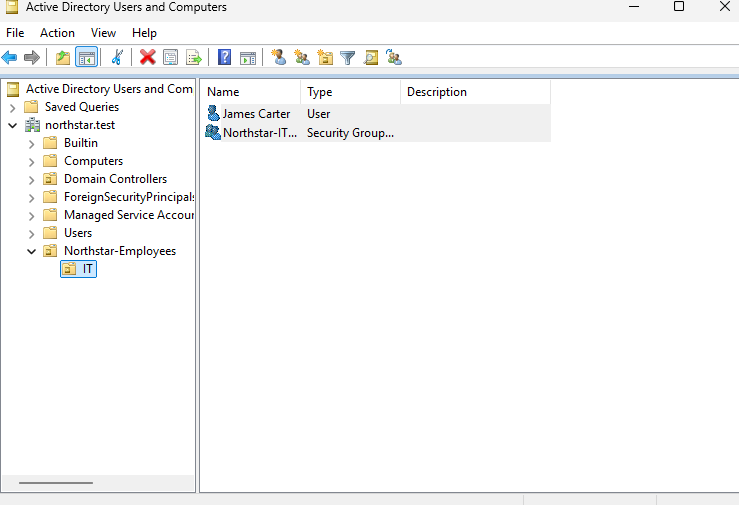 Active Directory Users and Computers
File Action View Help
Active Directory Users and Com
Saved Queries
northstar.test
Builtin
Computers
Domain Controllers
ForeignSecurityPrincipals
Managed Service Accour
Users
Northstar-Employees
IT
Name Type Description
James Carter User
Northstar-IT... Security Group...